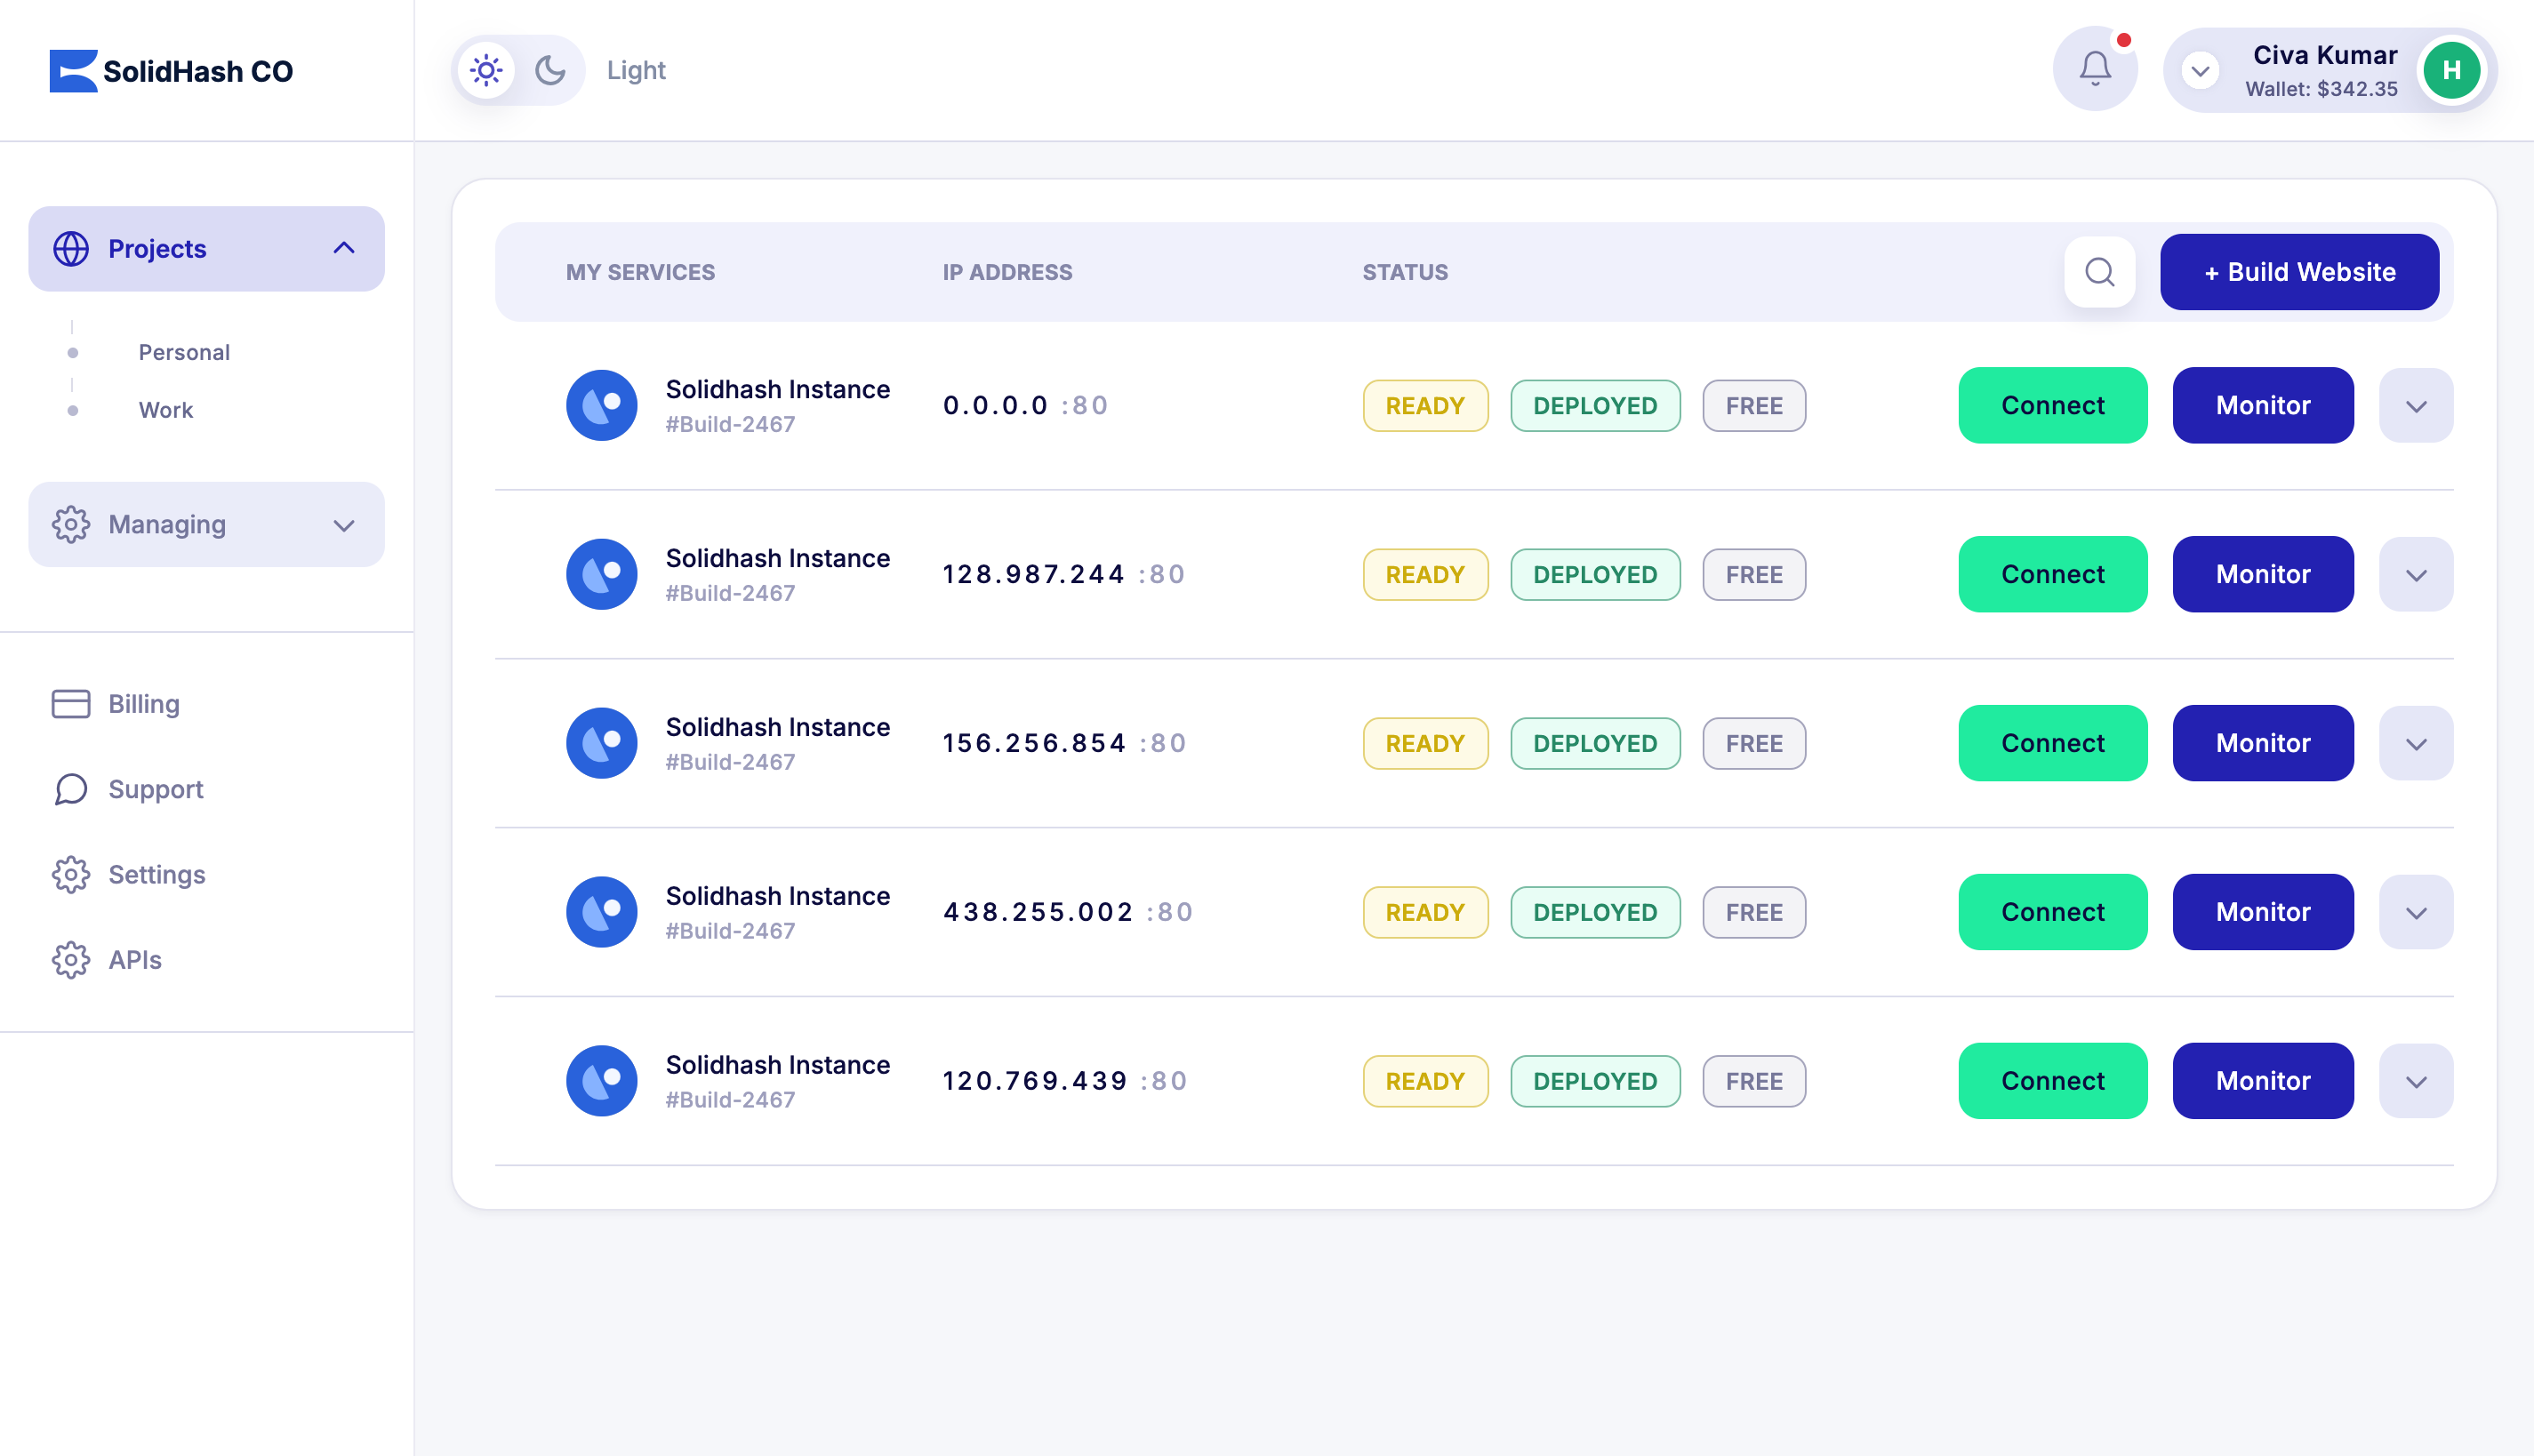 SolidHash CO
Light
Civa Kumar
Wallet: $342.35
H
Projects
Personal
Work
Managing
Billing
Support
Settings
APIs
MY SERVICES IP ADDRESS STATUS + Build Website
Solidhash Instance
#Build-2467
0.0.0.0 :80 READY DEPLOYED FREE Connect Monitor
Solidhash Instance
#Build-2467
128.987.244 :80 READY DEPLOYED FREE Connect Monitor
Solidhash Instance
#Build-2467
156.256.854 :80 READY DEPLOYED FREE Connect Monitor
Solidhash Instance
#Build-2467
438.255.002 :80 READY DEPLOYED FREE Connect Monitor
Solidhash Instance
#Build-2467
120.769.439 :80 READY DEPLOYED FREE Connect Monitor